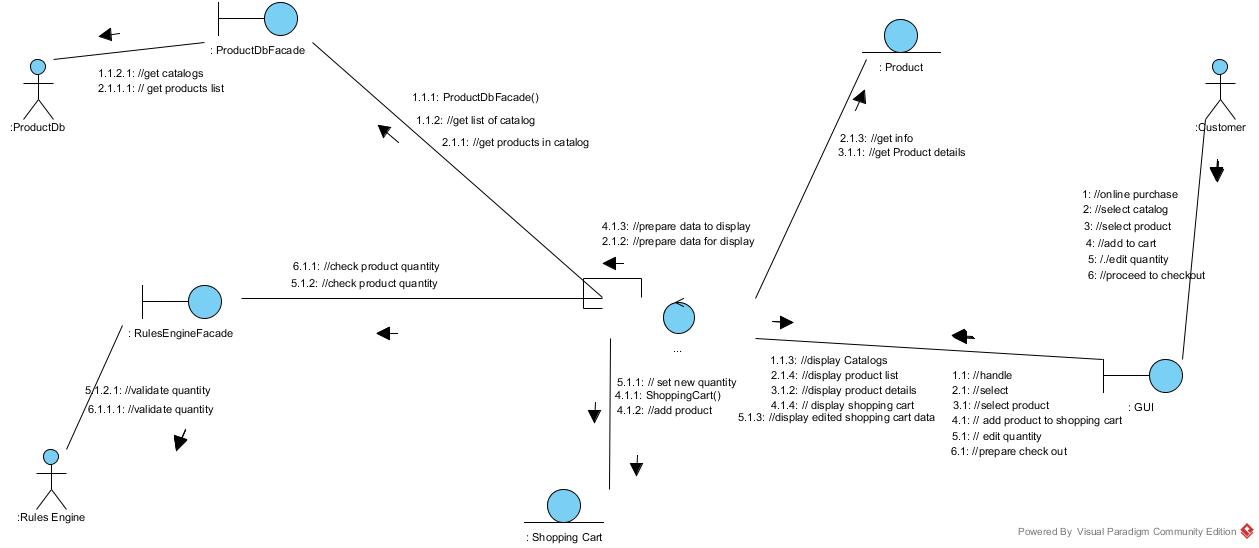 : ProductDbFacade
: Product
1.1.2.1: //get catalogs
2.1.1.1: // get products list
:ProductDb
1.1.1: ProductDbFacade()
1.1.2: //get list of catalog
2.1.1: //get products in catalog
2.1.3: //get info
3.1.1: //get Product details
:Customer
1: //online purchase
2: //select catalog
3: //select product
4: //add to cart
5: /./edit quantity
6: //proceed to checkout
4.1.3: //prepare data to display
2.1.2: //prepare data for display
6.1.1: //check product quantity
5.1.2: //check product quantity
: RulesEngineFacade
...
5.1.2.1: //validate quantity
6.1.1.1: //validate quantity
:Rules Engine
5.1.1: // set new quantity
4.1.1: ShoppingCart()
4.1.2: //add product
1.1.3: //display Catalogs
2.1.4: //display product list
3.1.2: //display product details
4.1.4: // display shopping cart
5.1.3: //display edited shopping cart data
1.1: //handle
2.1: //select
3.1: //select product
4.1: // add product to shopping cart
5.1: // edit quantity
6.1: //prepare check out
: GUI
: Shopping Cart
Powered By Visual Paradigm Community Edition